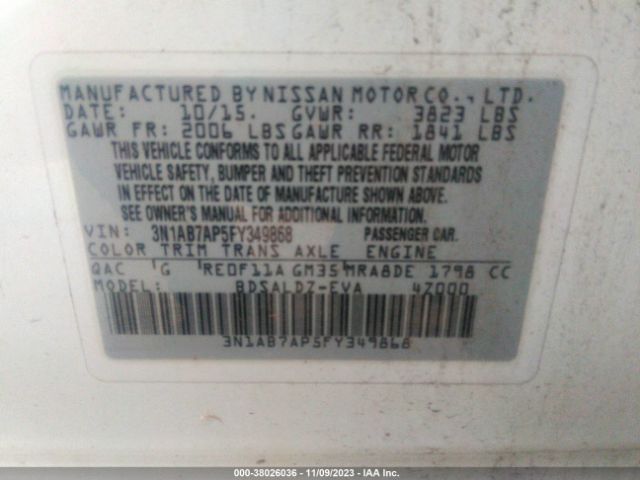 MANUFACTURED BY NISSAN MOTOR CO., LTD.
DATE: 10/15. GVWR: 3823 LBS
GAWR FR: 2006 LBS GAWR RR: 1841 LBS
THIS VEHICLE CONFORMS TO ALL APPLICABLE FEDERAL MOTOR
VEHICLE SAFETY, BUMPER AND THEFT PREVENTION STANDARDS
IN EFFECT ON THE DATE OF MANUFACTURE SHOWN ABOVE.
SEE OWNER'S MANUAL FOR ADDITIONAL INFORMATION.
VIN: 3N1AB7AP5FY349868 PASSENGER CAR.
COLOR TRIM TRANS AXLE ENGINE
QAC G RE0F11A GM35 MRA8DE 1798 CC
MODEL: BDSALDZ-EVA 4Z000
3N1AB7AP5FY349868
000-38026036 - 11/09/2023 - IAA Inc.